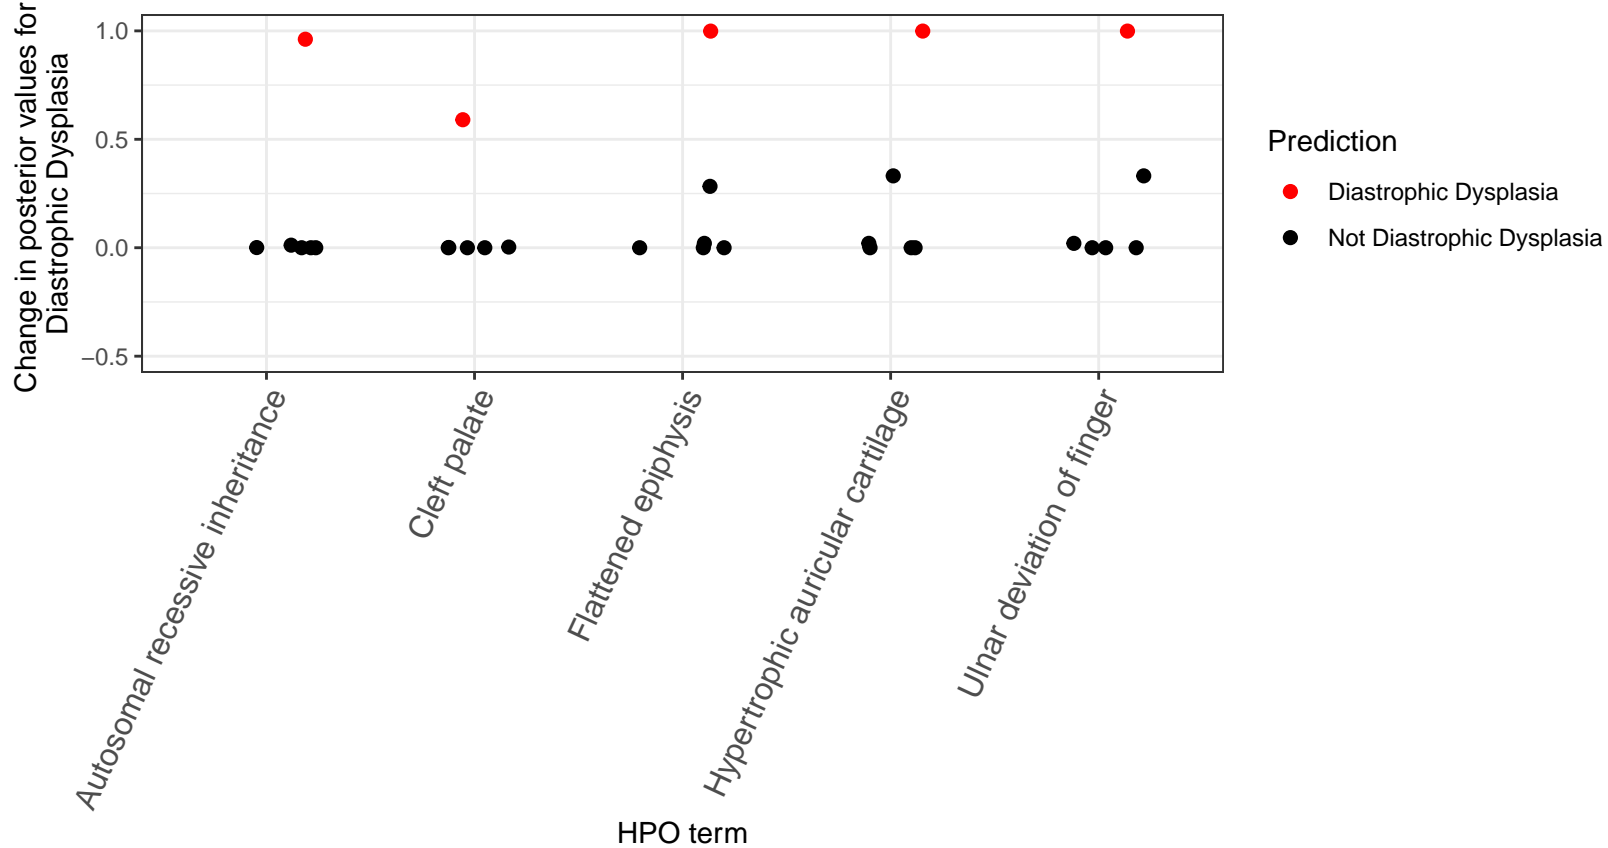 Change in posterior values for
Diastrophic Dysplasia
1.0
0.5
0.0
−0.5
Autosomal recessive inheritance
Cleft palate
Flattened epiphysis
Hypertrophic auricular cartilage
Ulnar deviation of finger
HPO term
Prediction
Diastrophic Dysplasia
Not Diastrophic Dysplasia